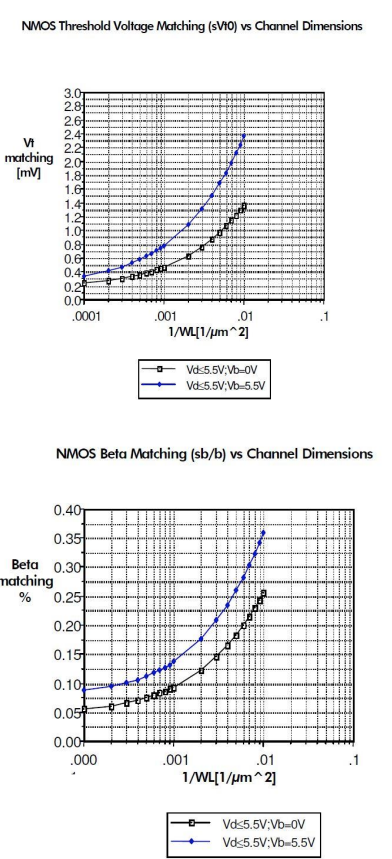 NMOS Threshold Voltage Matching (sVt0) vs Channel Dimensions
3.0
2.8
2.6
2.4
2.2
2.0
1.8
1.6
1.4
1.2
1.0
0.8
0.6
0.4
0.2
0.0
Vt
matching
[mV]
.0001
.001
.01
.1
1/WL[1/µm^2]
Vd≤5.5V;Vb=0V
Vd≤5.5V;Vb=5.5V
NMOS Beta Matching (sb/b) vs Channel Dimensions
0.40
0.35
0.30
0.25
0.20
0.15
0.10
0.05
0.00
Beta
matching
%
.000
.001
.01
.1
1/WL[1/µm^2]
Vd≤5.5V;Vb=0V
Vd≤5.5V;Vb=5.5V